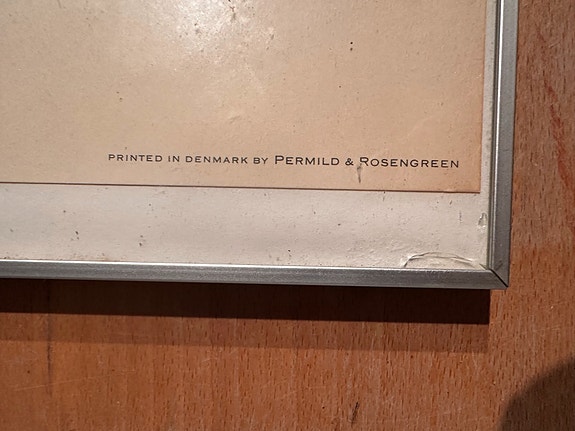 PRINTED IN DENMARK BY PERMILD & ROSENGREEN